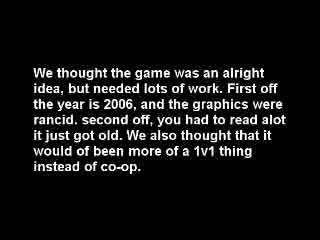 We thought the game was an alright
idea, but needed lots of work. First off
the year is 2006, and the graphics were
rancid. second off, you had to read alot
it just got old. We also thought that it
would of been more of a 1v1 thing
instead of co-op.